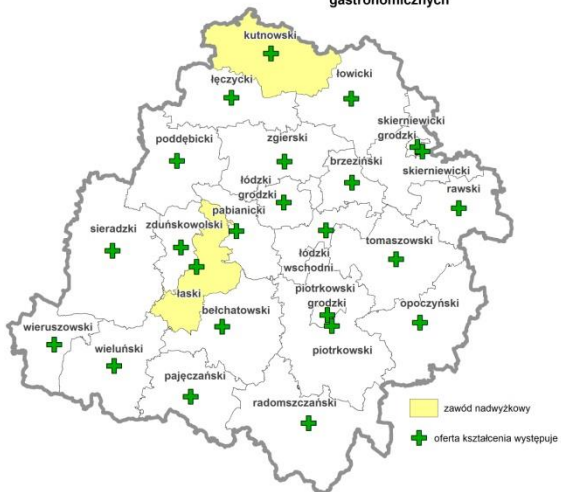 gastronomicznych
kutnowski
łęczycki
łowicki
skierniewicki
grodzki
poddębicki
zgierski
brzeziński
skierniewicki
łódzki
grodzki
rawski
pabianicki
sieradzki
zduńskowolski
tomaszowski
łódzki
wschodni
łaski
piotrkowski
grodzki
opoczyński
bełchatowski
wieruszowski
wieluński
piotrkowski
pajęczański
radomszczański
zawód nadwyżkowy
oferta kształcenia występuje